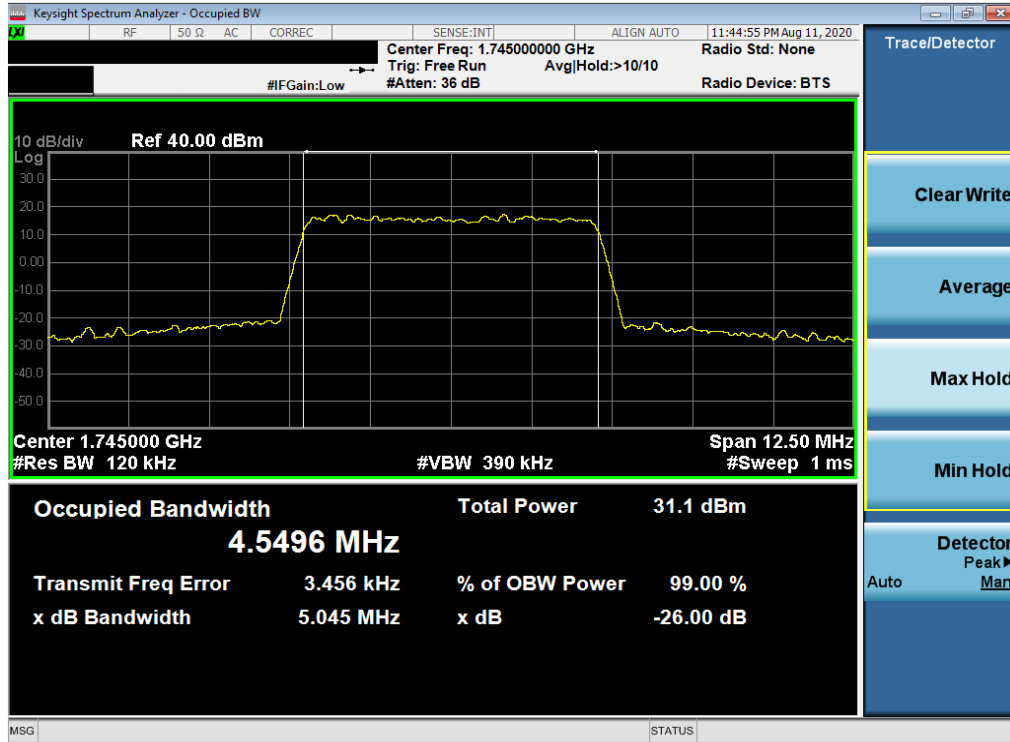 Keysight Spectrum Analyzer - Occupied BW
LXI RF 50 Ω AC CORREC SENSE:INT ALIGN AUTO 11:44:55 PM Aug 11, 2020
Center Freq: 1.745000000 GHz Radio Std: None
Trig: Free Run Avg|Hold:>10/10
#IFGain:Low #Atten: 36 dB Radio Device: BTS
Trace/Detector
10 dB/div Ref 40.00 dBm
Log
30.0
20.0
10.0
0.00
-10.0
-20.0
-30.0
-40.0
-50.0
Center 1.745000 GHz Span 12.50 MHz
#Res BW 120 kHz #VBW 390 kHz #Sweep 1 ms
Occupied Bandwidth Total Power 31.1 dBm
4.5496 MHz
Transmit Freq Error 3.456 kHz % of OBW Power 99.00 %
x dB Bandwidth 5.045 MHz x dB -26.00 dB
Clear Write
Average
Max Hold
Min Hold
Detector
Peak
Auto Man
MSG STATUS